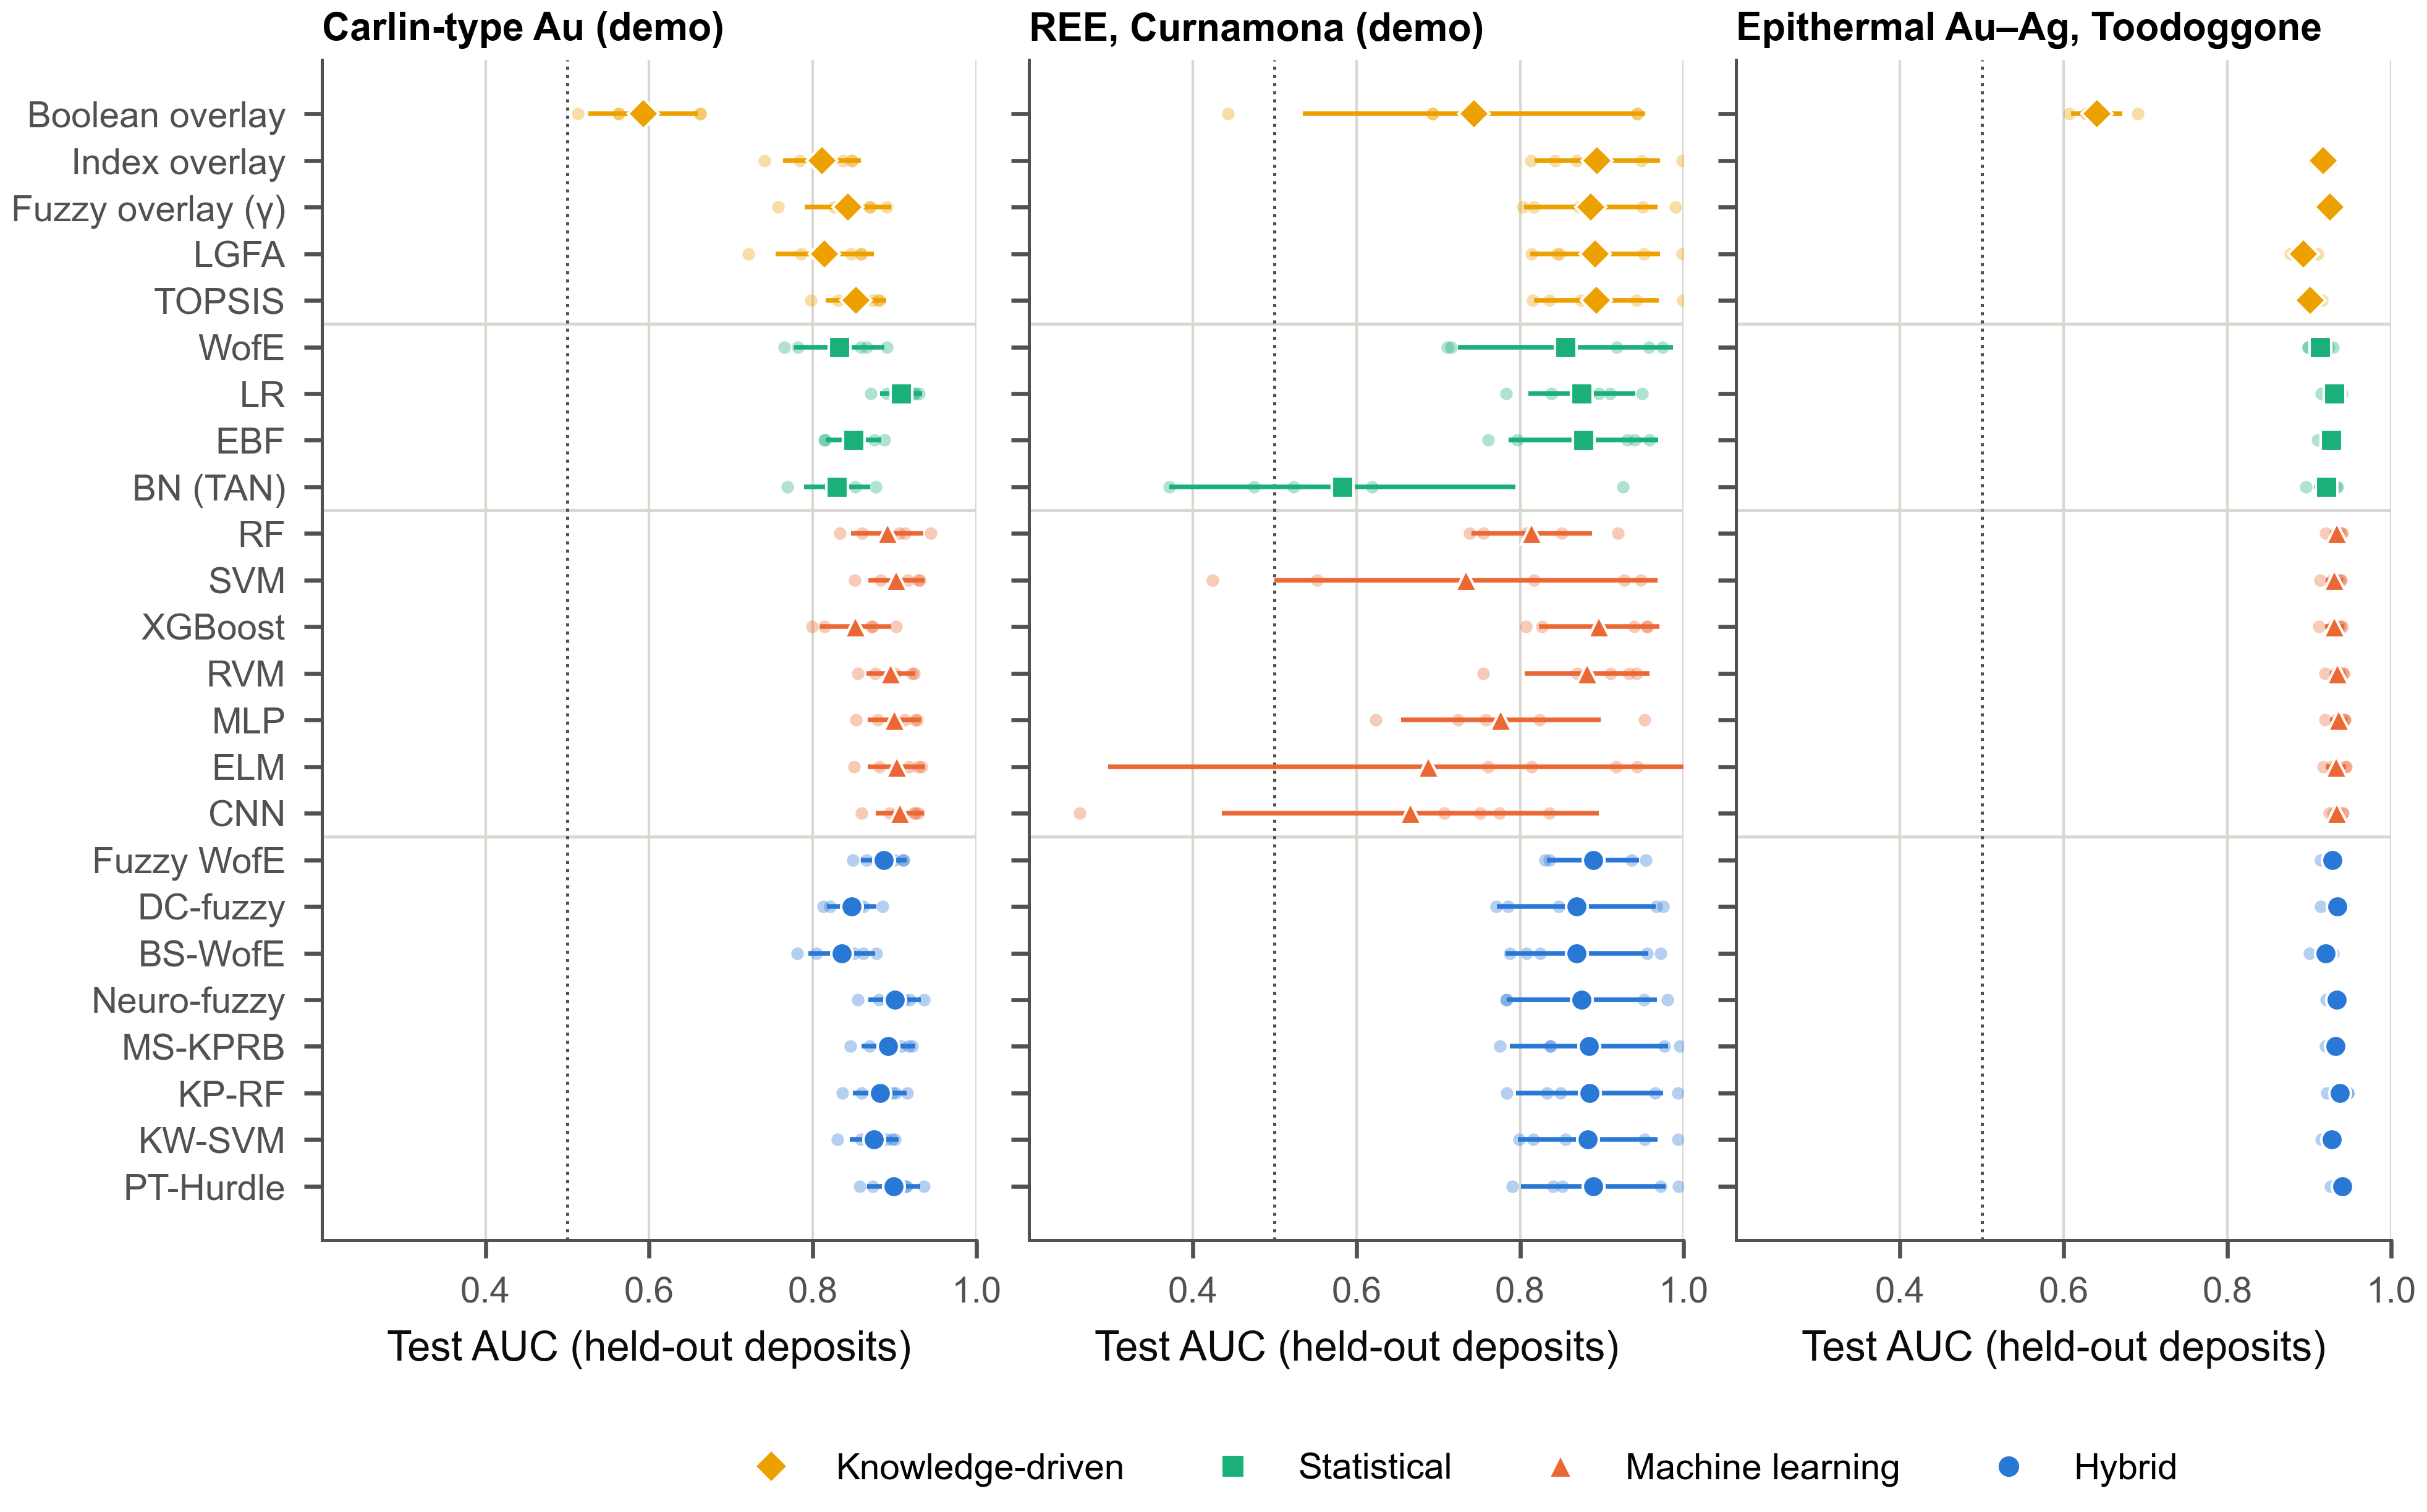 Carlin-type Au (demo)
REE, Curnamona (demo)
Epithermal Au–Ag, Toodoggone
Boolean overlay
Index overlay
Fuzzy overlay (γ)
LGFA
TOPSIS
WofE
LR
EBF
BN (TAN)
RF
SVM
XGBoost
RVM
MLP
ELM
CNN
Fuzzy WofE
DC-fuzzy
BS-WofE
Neuro-fuzzy
MS-KPRB
KP-RF
KW-SVM
PT-Hurdle
0.4 0.6 0.8 1.0
0.4 0.6 0.8 1.0
0.4 0.6 0.8 1.0
Test AUC (held-out deposits)
Test AUC (held-out deposits)
Test AUC (held-out deposits)
Knowledge-driven
Statistical
Machine learning
Hybrid